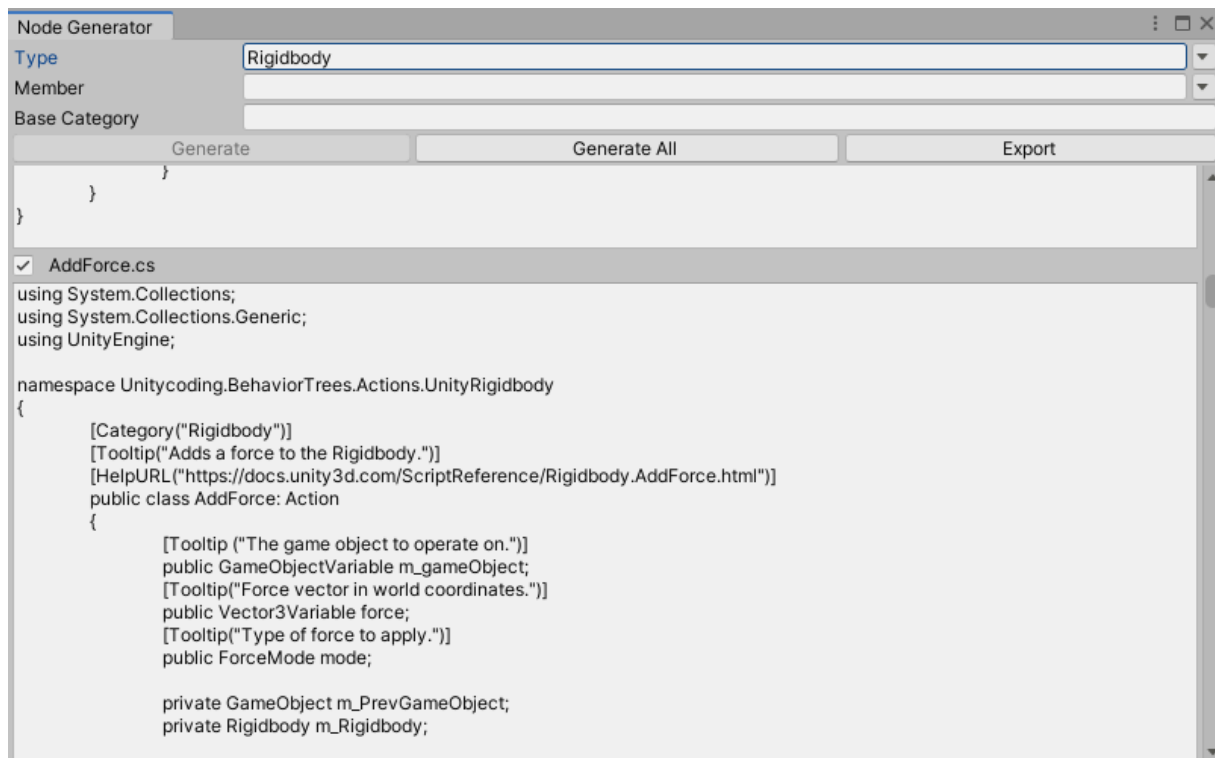 Node Generator
Type Rigidbody
Member
Base Category
Generate Generate All Export
}
}
}
AddForce.cs
using System.Collections;
using System.Collections.Generic;
using UnityEngine;
namespace Unitycoding.BehaviorTrees.Actions.UnityRigidbody
{
[Category("Rigidbody")]
[Tooltip("Adds a force to the Rigidbody.")]
[HelpURL("https://docs.unity3d.com/ScriptReference/Rigidbody.AddForce.html")]
public class AddForce: Action
{
[Tooltip ("The game object to operate on.")]
public GameObjectVariable m_gameObject;
[Tooltip("Force vector in world coordinates.")]
public Vector3Variable force;
[Tooltip("Type of force to apply.")]
public ForceMode mode;
private GameObject m_PrevGameObject;
private Rigidbody m_Rigidbody;